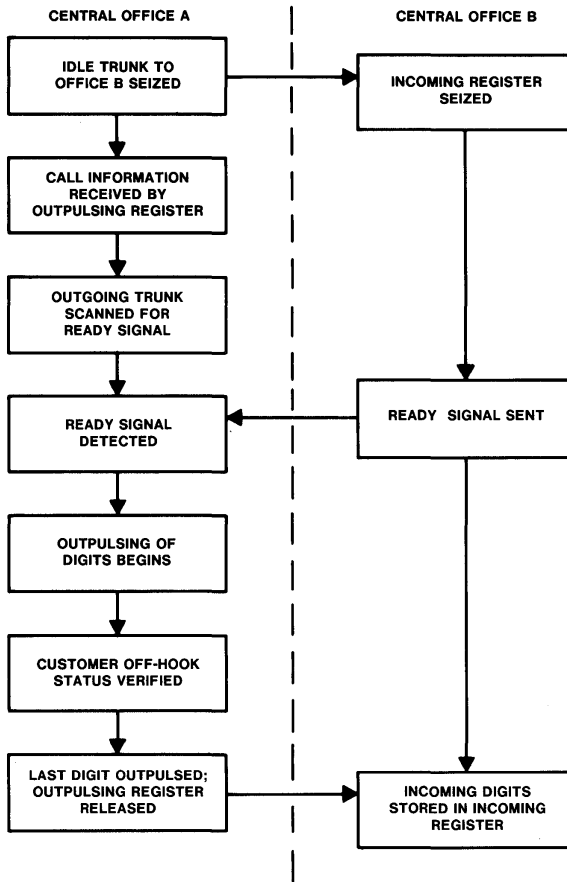 CENTRAL OFFICE A
CENTRAL OFFICE B
IDLE TRUNK TO
OFFICE B SEIZED
INCOMING REGISTER
SEIZED
CALL INFORMATION
RECEIVED BY
OUTPULSING REGISTER
OUTGOING TRUNK
SCANNED FOR
READY SIGNAL
READY SIGNAL
DETECTED
READY SIGNAL SENT
OUTPULSING OF
DIGITS BEGINS
CUSTOMER OFF-HOOK
STATUS VERIFIED
LAST DIGIT OUTPULSED;
OUTPULSING REGISTER
RELEASED
INCOMING DIGITS
STORED IN INCOMING
REGISTER